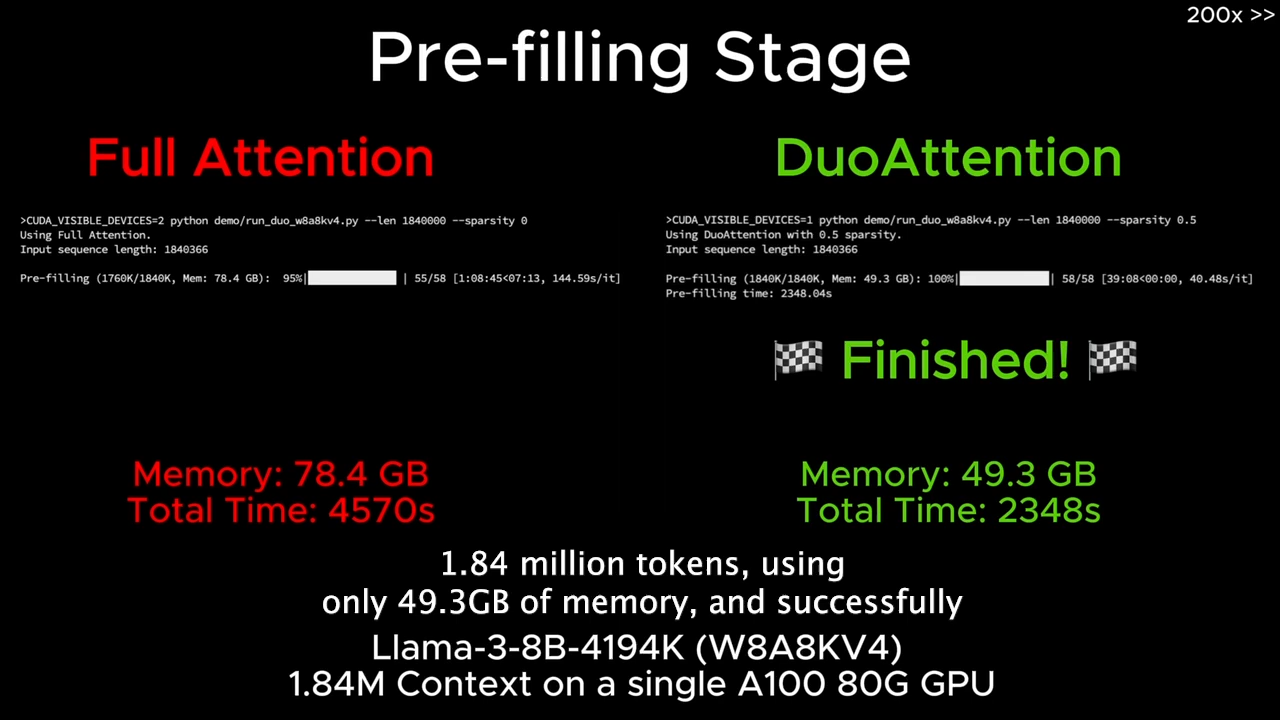 200x >>
Pre-filling Stage
Full Attention
>CUDA_VISIBLE_DEVICES=2 python demo/run_duo_w8a8kv4.py --len 1840000 --sparsity 0
Using Full Attention.
Input sequence length: 1840366
Pre-filling (1760K/1840K, Mem: 78.4 GB):  95%| | 55/58 [1:08:45<07:13, 144.59s/it]
Memory: 78.4 GB
Total Time: 4570s
DuoAttention
>CUDA_VISIBLE_DEVICES=1 python demo/run_duo_w8a8kv4.py --len 1840000 --sparsity 0.5
Using DuoAttention with 0.5 sparsity.
Input sequence length: 1840366
Pre-filling (1840K/1840K, Mem: 49.3 GB): 100%| | 58/58 [39:08<00:00, 40.48s/it]
Pre-filling time: 2348.04s
Finished!
Memory: 49.3 GB
Total Time: 2348s
1.84 million tokens, using
only 49.3GB of memory, and successfully
Llama-3-8B-4194K (W8A8KV4)
1.84M Context on a single A100 80G GPU